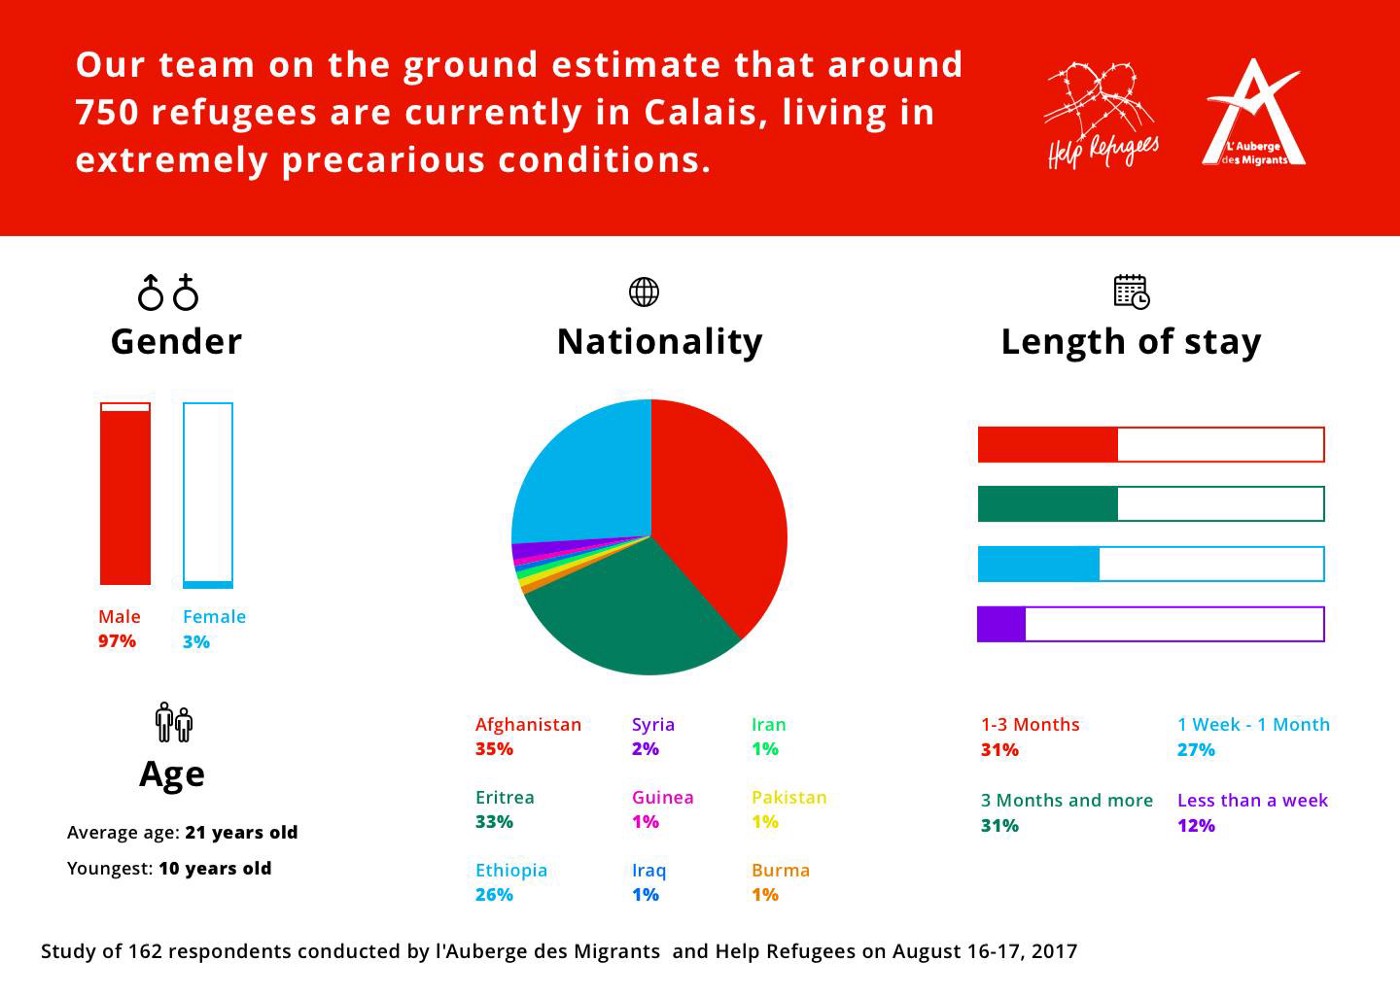 Our team on the ground estimate that around
750 refugees are currently in Calais, living in
extremely precarious conditions.
Help Refugees
L'Auberge
des Migrants
Gender
Male
97%
Female
3%
Age
Average age: 21 years old
Youngest: 10 years old
Nationality
Afghanistan
35%
Syria
2%
Iran
1%
Eritrea
33%
Guinea
1%
Pakistan
1%
Ethiopia
26%
Iraq
1%
Burma
1%
Length of stay
1-3 Months
31%
1 Week - 1 Month
27%
3 Months and more
31%
Less than a week
12%
Study of 162 respondents conducted by l'Auberge des Migrants  and Help Refugees on August 16-17, 2017